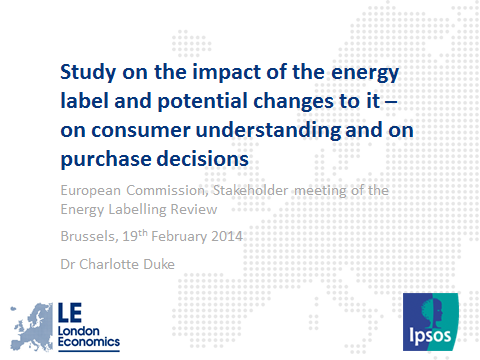 Study on the impact of the energy
label and potential changes to it –
on consumer understanding and on
purchase decisions
European Commission, Stakeholder meeting of the
Energy Labelling Review
Brussels, 19th February 2014
Dr Charlotte Duke
LE
London
Economics
Ipsos